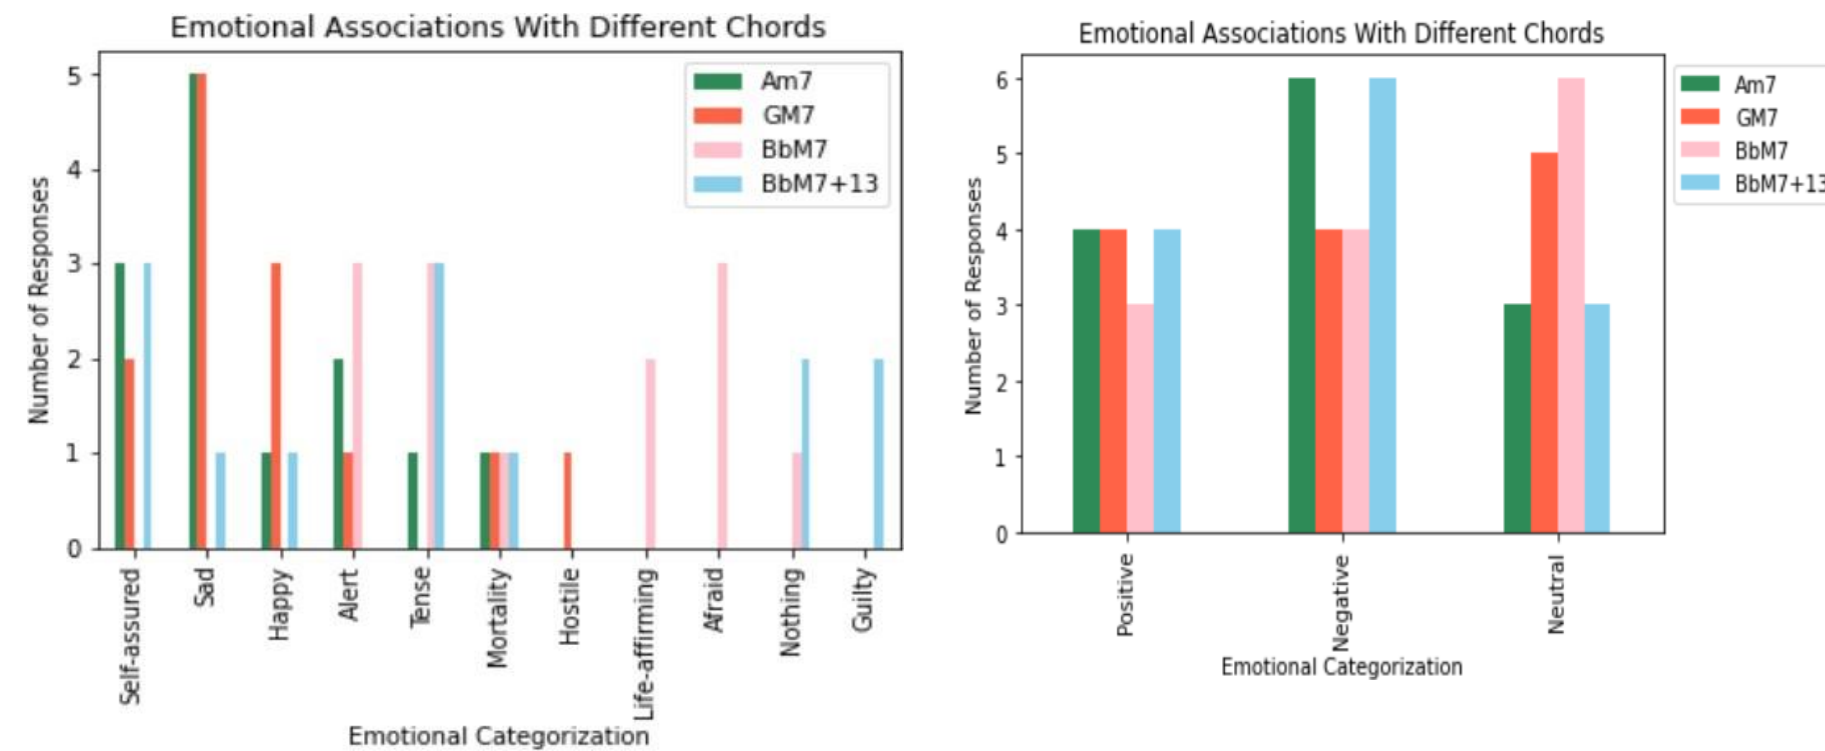 Emotional Associations With Different Chords
Number of Responses
5
4
3
2
1
0
Am7
GM7
BbM7
BbM7+13
Self-assured
Sad
Happy
Alert
Tense
Mortality
Hostile
Life-affirming
Afraid
Nothing
Guilty
Emotional Categorization
Emotional Associations With Different Chords
Number of Responses
6
5
4
3
2
1
0
Am7
GM7
BbM7
BbM7+13
Positive
Negative
Neutral
Emotional Categorization